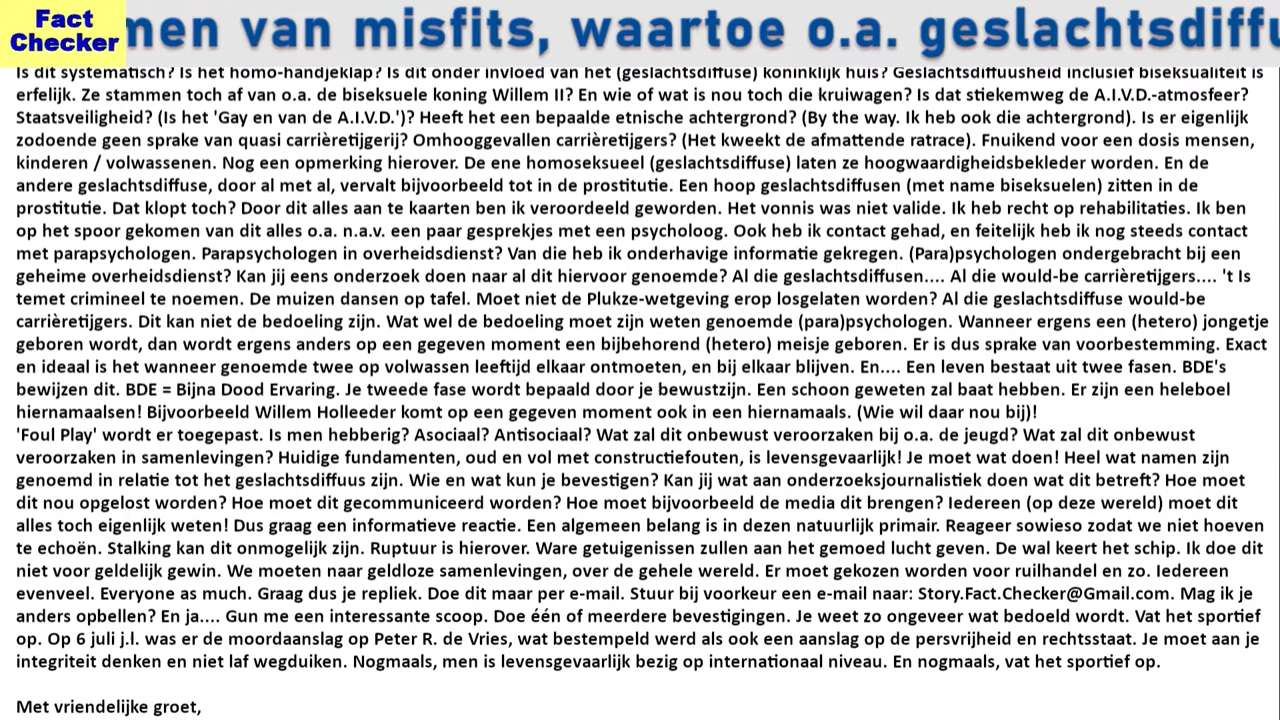 Fact
Checker
men van misfits, waartoe o.a. geslachtsdiffu
Is dit systematisch? Is het homo-handjeklap? Is dit onder invloed van het (geslachtsdiffuse) koninklijk huis? Geslachtsdiffuusheid inclusief biseksualiteit is
erfelijk. Ze stammen toch af van o.a. de biseksuele koning Willem II? En wie of wat is nou toch die kruiwagen? Is dat stiekemweg de A.I.V.D.-atmosfeer?
Staatsveiligheid? (Is het 'Gay en van de A.I.V.D.')? Heeft het een bepaalde etnische achtergrond? (By the way. Ik heb ook die achtergrond). Is er eigenlijk
zodoende geen sprake van quasi carrièretijgerij? Omhooggevallen carrièretijgers? (Het kweekt de afmattende ratrace). Fnuikend voor een dosis mensen,
kinderen / volwassenen. Nog een opmerking hierover. De ene homoseksueel (geslachtsdiffuse) laten ze hoogwaardigheidsbekleder worden. En de
andere geslachtsdiffuse, door al met al, vervalt bijvoorbeeld tot in de prostitutie. Een hoop geslachtsdiffusen (met name biseksuelen) zitten in de
prostitutie. Dat klopt toch? Door dit alles aan te kaarten ben ik veroordeeld geworden. Het vonnis was niet valide. Ik heb recht op rehabilitaties. Ik ben
op het spoor gekomen van dit alles o.a. n.a.v. een paar gesprekjes met een psycholoog. Ook heb ik contact gehad, en feitelijk heb ik nog steeds contact
met parapsychologen. Parapsychologen in overheidsdienst? Van die heb ik onderhavige informatie gekregen. (Para)psychologen ondergebracht bij een
geheime overheidsdienst? Kan jij eens onderzoek doen naar al dit hiervoor genoemde? Al die geslachtsdiffusen.... Al die would-be carrièretijgers.... 't Is
temet crimineel te noemen. De muizen dansen op tafel. Moet niet de Plukze-wetgeving erop losgelaten worden? Al die geslachtsdiffuse would-be
carrièretijgers. Dit kan niet de bedoeling zijn. Wat wel de bedoeling moet zijn weten genoemde (para)psychologen. Wanneer ergens een (hetero) jongetje
geboren wordt, dan wordt ergens anders op een gegeven moment een bijbehorend (hetero) meisje geboren. Er is dus sprake van voorbestemming. Exact
en ideaal is het wanneer genoemde twee op volwassen leeftijd elkaar ontmoeten, en bij elkaar blijven. En.... Een leven bestaat uit twee fasen. BDE's
bewijzen dit. BDE = Bijna Dood Ervaring. Je tweede fase wordt bepaald door je bewustzijn. Een schoon geweten zal baat hebben. Er zijn een heleboel
hiernamaalsen! Bijvoorbeeld Willem Holleeder komt op een gegeven moment ook in een hiernamaals. (Wie wil daar nou bij)!
'Foul Play' wordt er toegepast. Is men hebberig? Asociaal? Antisociaal? Wat zal dit onbewust veroorzaken bij o.a. de jeugd? Wat zal dit onbewust
veroorzaken in samenlevingen? Huidige fundamenten, oud en vol met constructiefouten, is levensgevaarlijk! Je moet wat doen! Heel wat namen zijn
genoemd in relatie tot het geslachtsdiffuus zijn. Wie en wat kun je bevestigen? Kan jij wat aan onderzoeksjournalistiek doen wat dit betreft? Hoe moet
dit nou opgelost worden? Hoe moet dit gecommuniceerd worden? Hoe moet bijvoorbeeld de media dit brengen? Iedereen (op deze wereld) moet dit
alles toch eigenlijk weten! Dus graag een informatieve reactie. Een algemeen belang is in dezen natuurlijk primair. Reageer sowieso zodat we niet hoeven
te echoën. Stalking kan dit onmogelijk zijn. Ruptuur is hierover. Ware getuigenissen zullen aan het gemoed lucht geven. De wal keert het schip. Ik doe dit
niet voor geldelijk gewin. We moeten naar geldloze samenlevingen, over de gehele wereld. Er moet gekozen worden voor ruilhandel en zo. Iedereen
evenveel. Everyone as much. Graag dus je repliek. Doe dit maar per e-mail. Stuur bij voorkeur een e-mail naar: Story.Fact.Checker@Gmail.com. Mag ik je
anders opbellen? En ja.... Gun me een interessante scoop. Doe één of meerdere bevestigingen. Je weet zo ongeveer wat bedoeld wordt. Vat het sportief
op. Op 6 juli j.l. was er de moordaanslag op Peter R. de Vries, wat bestempeld werd als ook een aanslag op de persvrijheid en rechtsstaat. Je moet aan je
integriteit denken en niet laf wegduiken. Nogmaals, men is levensgevaarlijk bezig op internationaal niveau. En nogmaals, vat het sportief op.
Met vriendelijke groet,